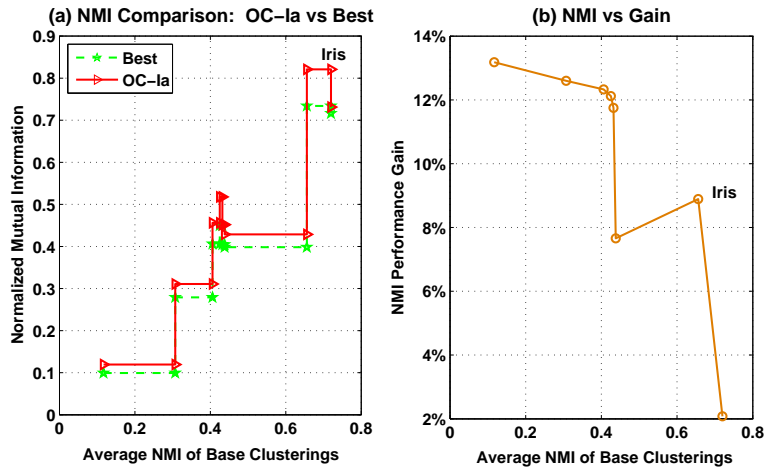 (a) NMI Comparison: OC−Ia vs Best
Normalized Mutual Information
0.9
0.8
0.7
0.6
0.5
0.4
0.3
0.2
0.1
0
Best
OC−Ia
Iris
0 0.2 0.4 0.6 0.8
Average NMI of Base Clusterings
(b) NMI vs Gain
NMI Performance Gain
14%
12%
10%
8%
6%
4%
2%
Iris
0 0.2 0.4 0.6 0.8
Average NMI of Base Clusterings